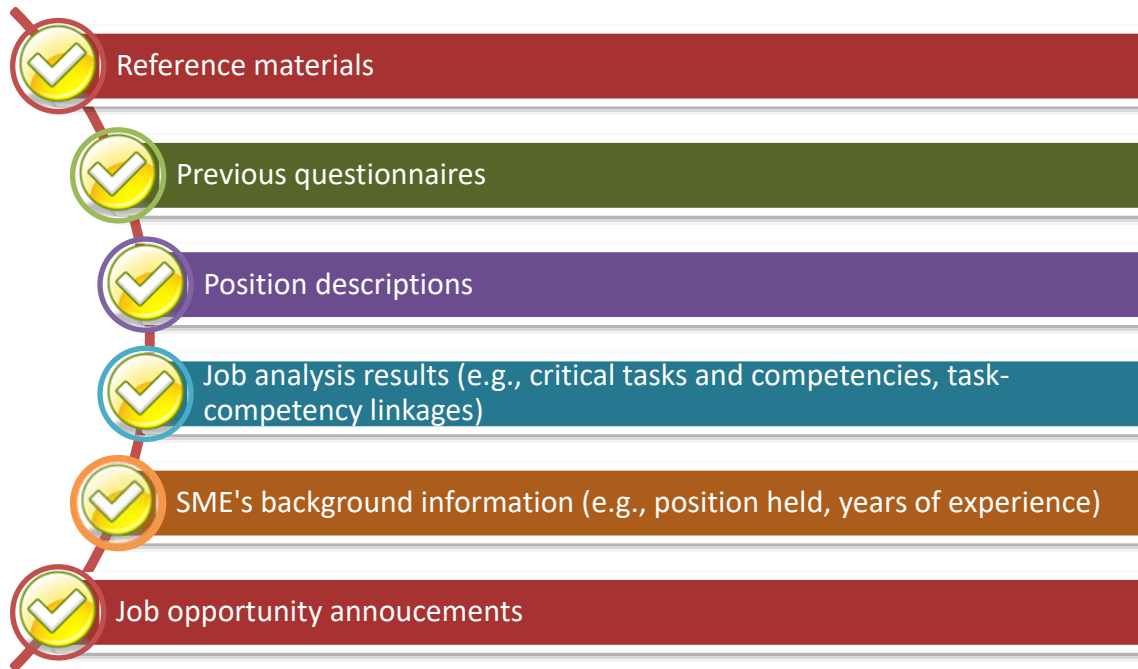 Reference materials
Previous questionnaires
Position descriptions
Job analysis results (e.g., critical tasks and competencies, task-
competency linkages)
SME's background information (e.g., position held, years of experience)
Job opportunity annoucements